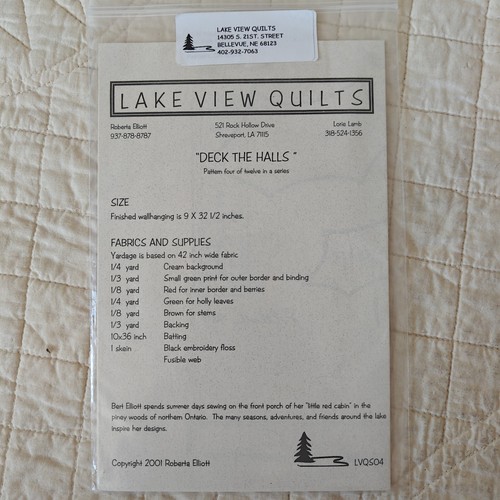 LAKE VIEW QUILTS
14305 S. 21ST. STREET
BELLEVUE, NE 68123
402-932-7063
LAKE VIEW QUILTS
Roberta Elliott
937-878-8787
521 Rock Hollow Drive
Shreveport, LA 71115
Lorie Lamb
318-524-1356
"DECK THE HALLS "
Pattern four of twelve in a series
SIZE
Finished wallhanging is 9 X 32 1/2 inches.
FABRICS AND SUPPLIES
Yardage is based on 42 inch wide fabric
1/4 yard Cream background
1/3 yard Small green print for outer border and binding
1/8 yard Red for inner border and berries
1/4 yard Green for holly leaves
1/8 yard Brown for stems
1/3 yard Backing
10x36 inch Batting
1 skein Black embroidery floss
Fusible web
Bert Elliott spends summer days sewing on the front porch of her "little red cabin" in the
piney woods of northern Ontario. The many seasons, adventures, and friends around the lake
inspire her designs.
Copyright 2001 Roberta Elliott
LVQS04